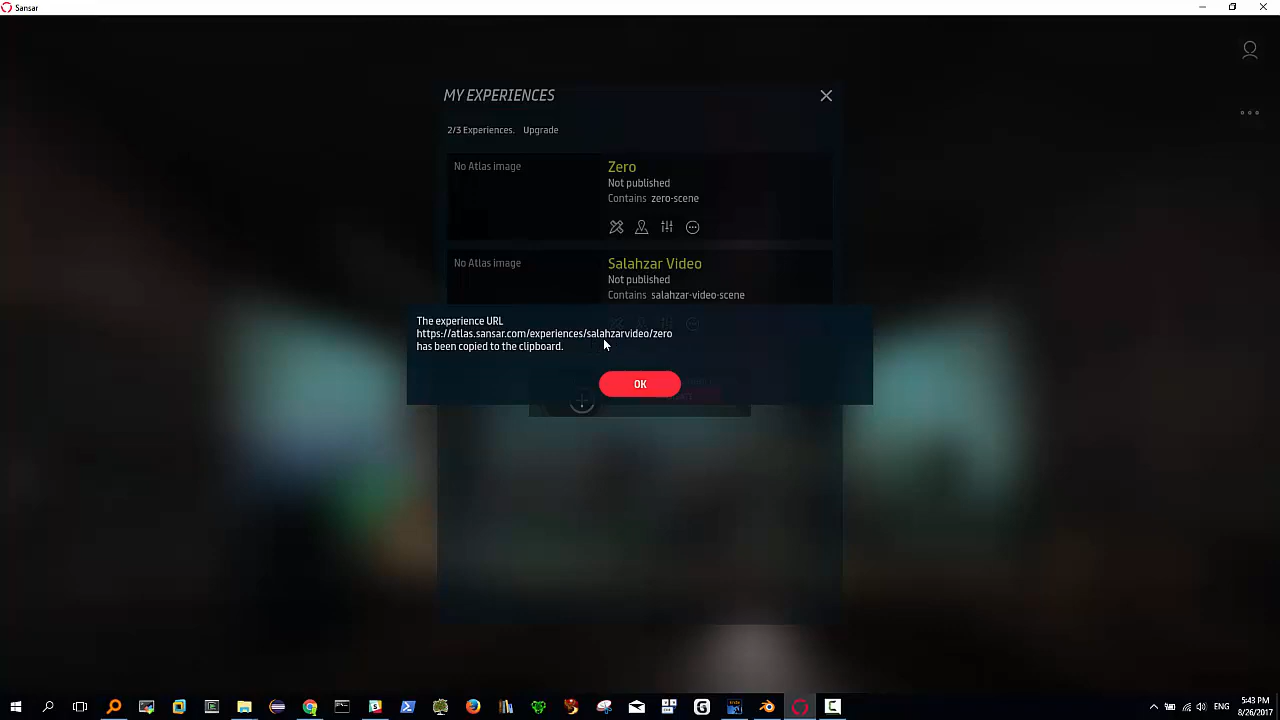 Sansar
MY EXPERIENCES
2/3 Experiences. Upgrade
No Atlas image
Zero
Not published
Contains zero-scene
No Atlas image
Salahzar Video
Not published
Contains salahzar-video-scene
The experience URL
https://atlas.sansar.com/experiences/salahzarvideo/zero
has been copied to the clipboard.
OK
ENG
5:43 PM
8/26/2017